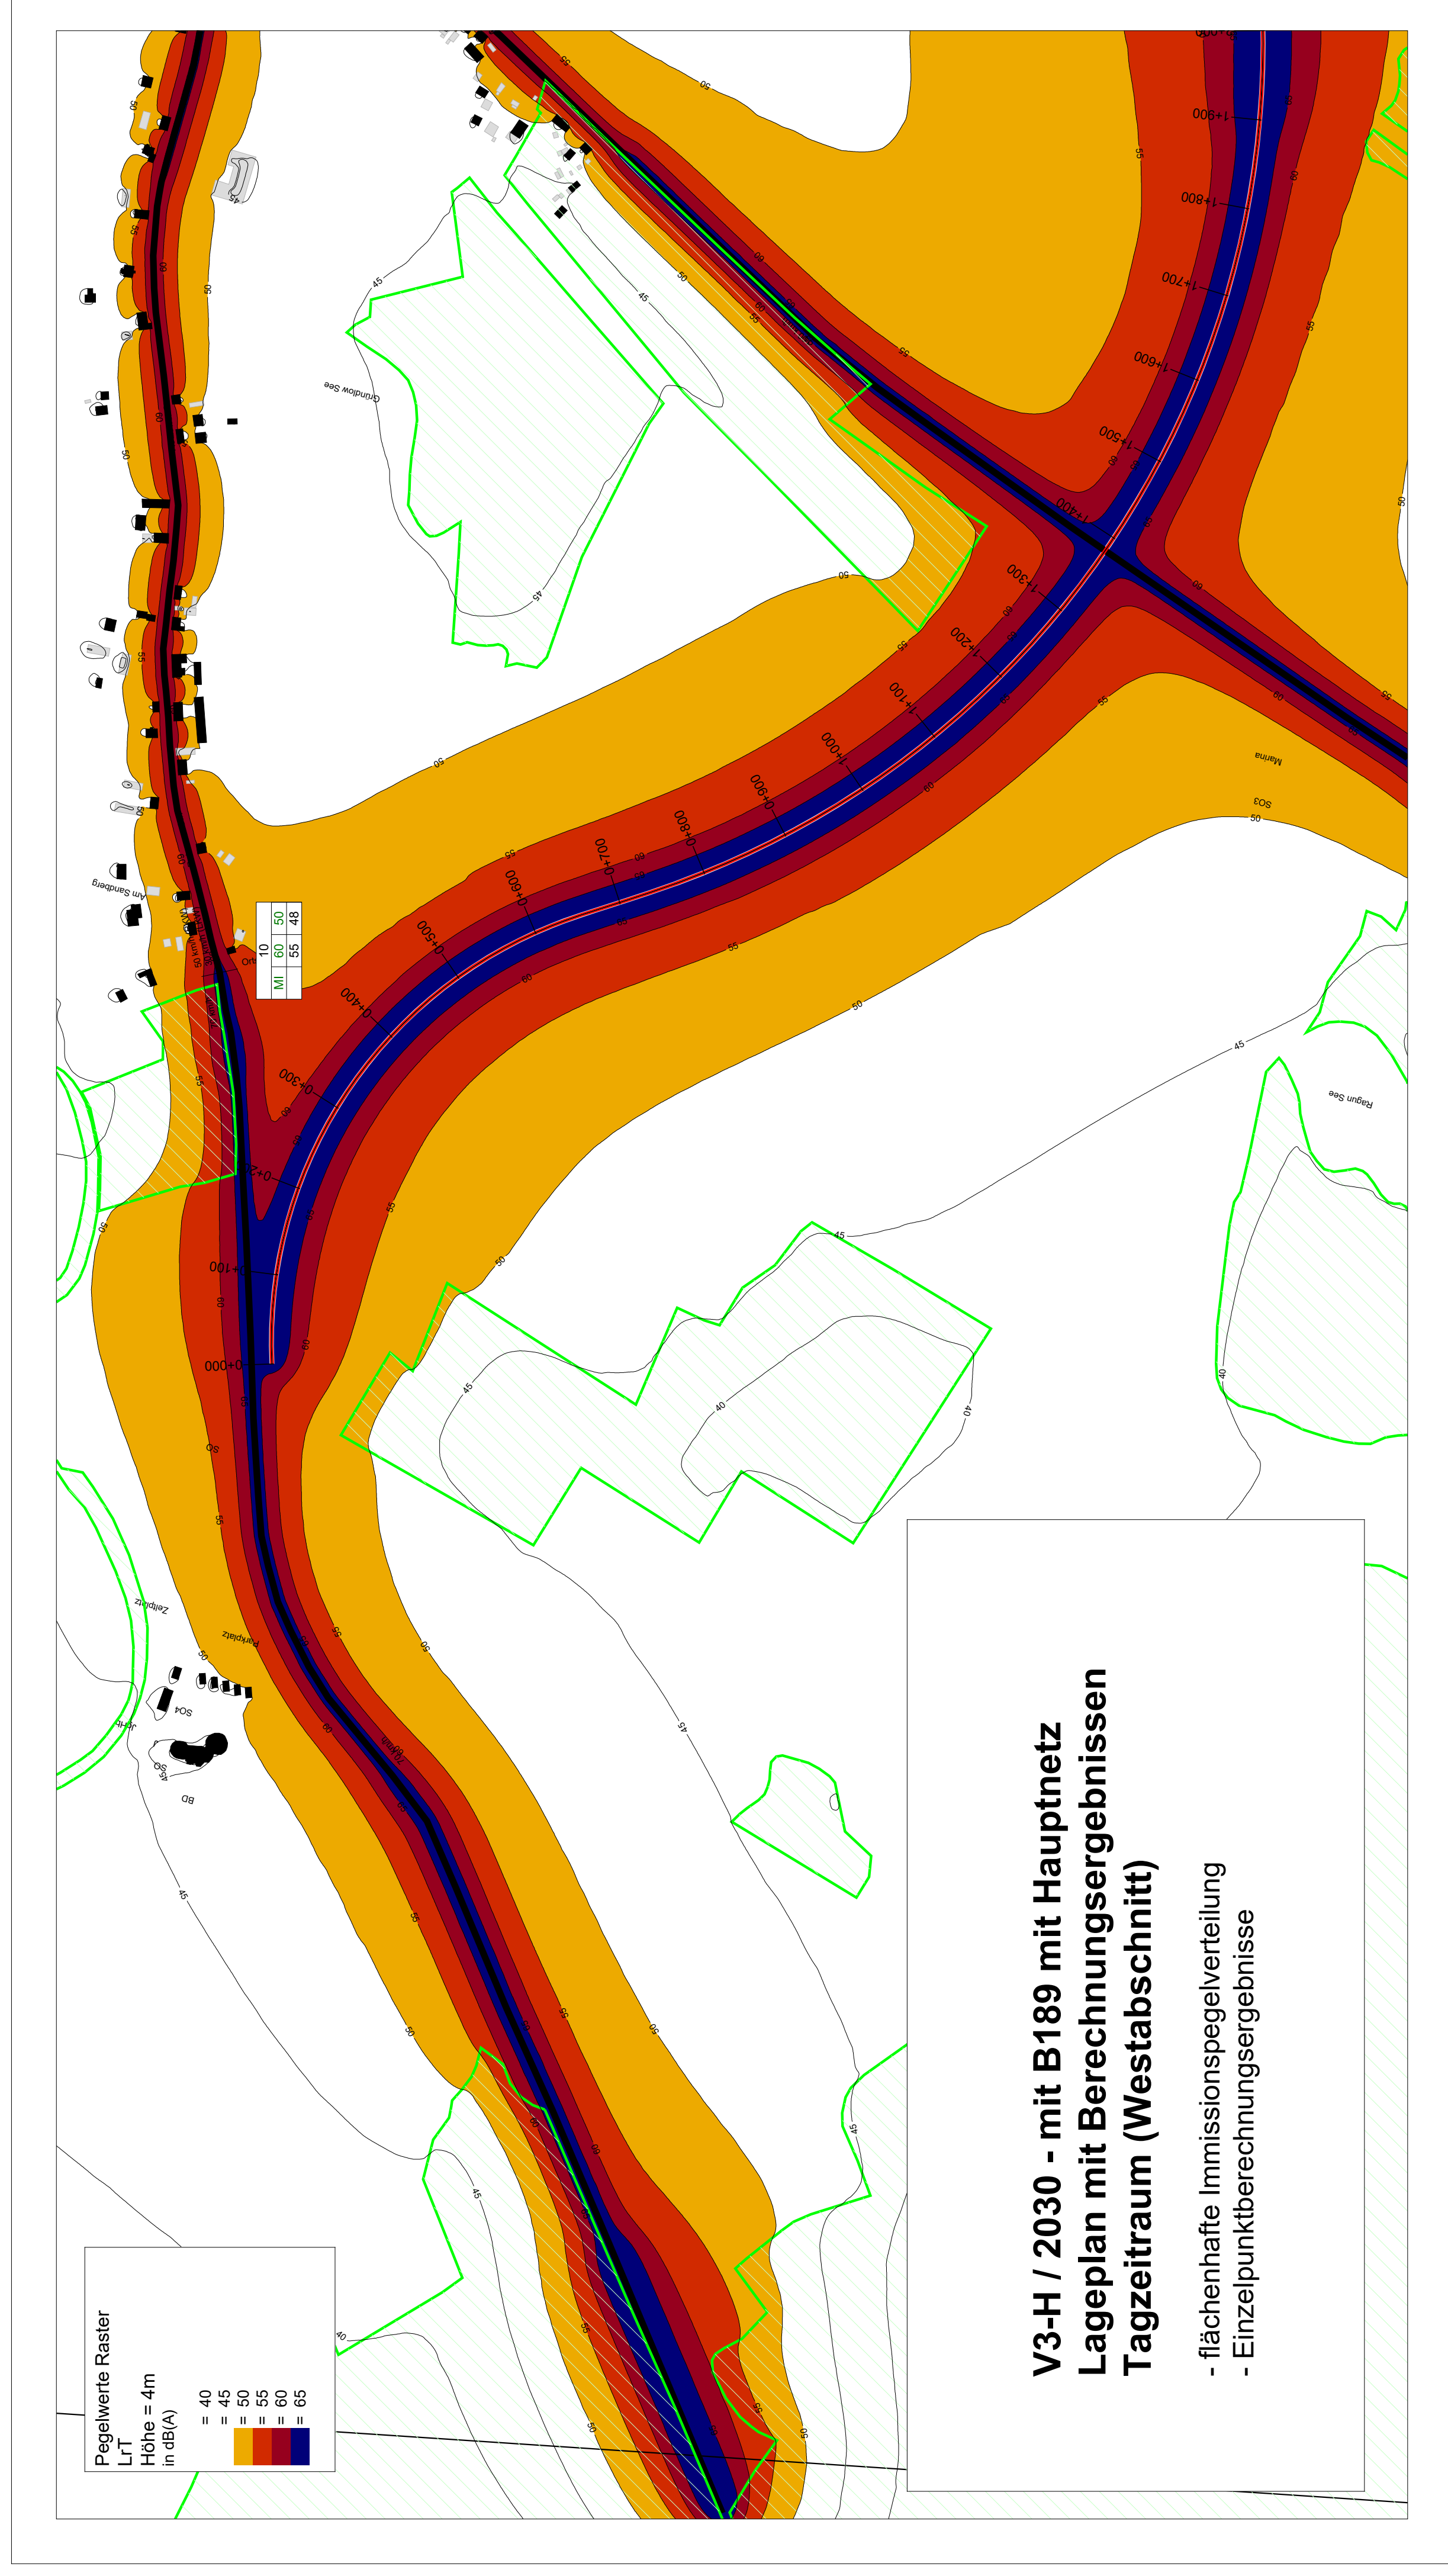 V3-H / 2030 - mit B189 mit Hauptnetz
Lageplan mit Berechnungsergebnissen
Tagzeitraum (Westabschnitt)
- flächenhafte Immissionspegelverteilung
- Einzelpunktberechnungsergebnisse
Pegelwerte Raster
LrT
Höhe = 4m
in dB(A)
= 40
= 45
= 50
= 55
= 60
= 65
10
MI 60 50
55 48
Grundlow See
Am Sandberg
Marina
SO3
Ragun See
Zeltplatz
Parkplatz
SO4
SO
SO
BD
0+000
0+300
0+400
0+500
0+600
0+700
0+800
0+900
1+000
1+100
1+200
1+300
1+400
1+500
1+600
1+700
1+800
1+900